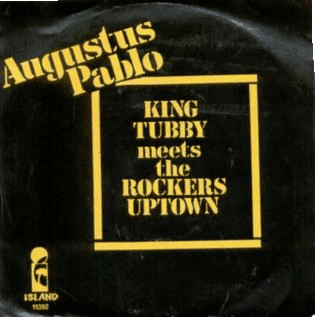 Augustus
Pablo
KING
TUBBY
meets
the
ROCKERS
UPTOWN
ISLAND
11392